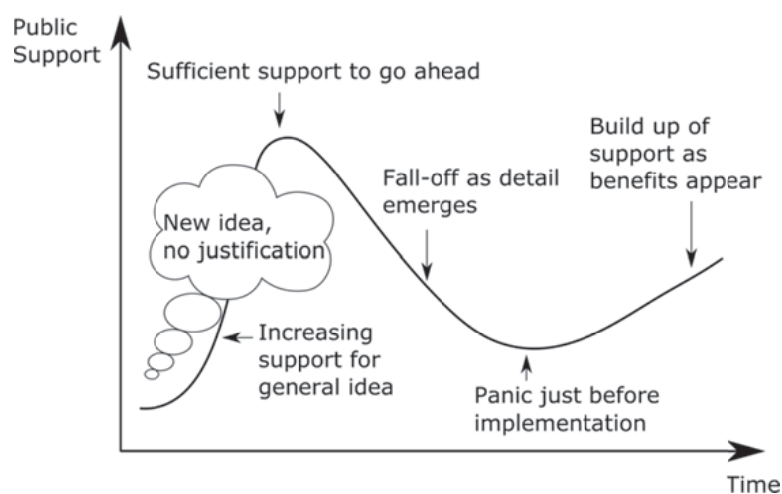 Public
Support
Sufficient support to go ahead
Build up of
support as
benefits appear
Fall-off as detail
emerges
New idea,
no justification
Increasing
support for
general idea
Panic just before
implementation
Time